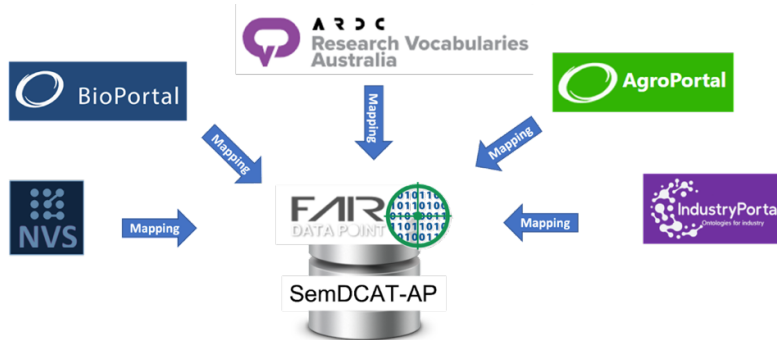 ARDC
Research Vocabularies
Australia
BioPortal
AgroPortal
Mapping
Mapping
Mapping
NVS
Mapping
FAIR
DATA POINT
Mapping
IndustryPortal
Ontologies for industry
SemDCAT-AP